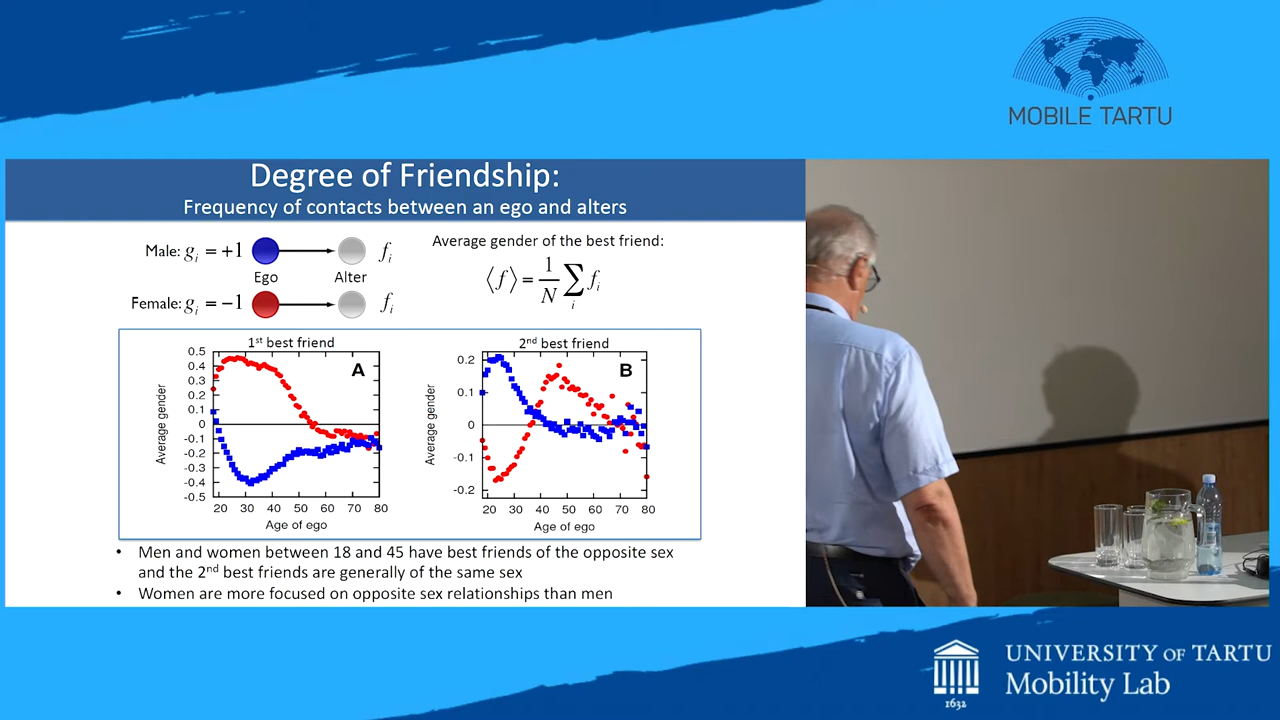 MOBILE TARTU
Degree of Friendship:
Frequency of contacts between an ego and alters
Male: gᵢ = +1
fᵢ
Ego
Alter
Female: gᵢ = −1
fᵢ
Average gender of the best friend:
⟨f⟩ = 1/N ∑ᵢ fᵢ
1st best friend
A
Average gender
0.5
0.4
0.3
0.2
0.1
0
-0.1
-0.2
-0.3
-0.4
-0.5
20 30 40 50 60 70 80
Age of ego
2nd best friend
B
Average gender
0.2
0.1
0
-0.1
-0.2
20 30 40 50 60 70 80
Age of ego
• Men and women between 18 and 45 have best friends of the opposite sex
and the 2nd best friends are generally of the same sex
• Women are more focused on opposite sex relationships than men
1632
UNIVERSITY OF TARTU
Mobility Lab